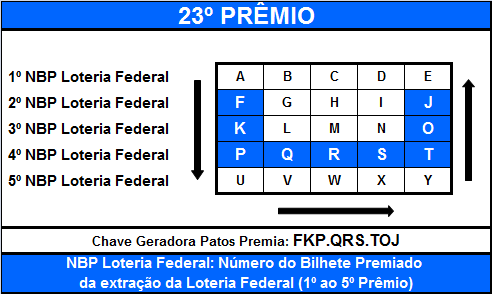 23º PRÊMIO
1º NBP Loteria Federal A B C D E
2º NBP Loteria Federal F G H I J
3º NBP Loteria Federal K L M N O
4º NBP Loteria Federal P Q R S T
5º NBP Loteria Federal U V W X Y
Chave Geradora Patos Premia: FKP.QRS.TOJ
NBP Loteria Federal: Número do Bilhete Premiado
da extração da Loteria Federal (1º ao 5º Prêmio)